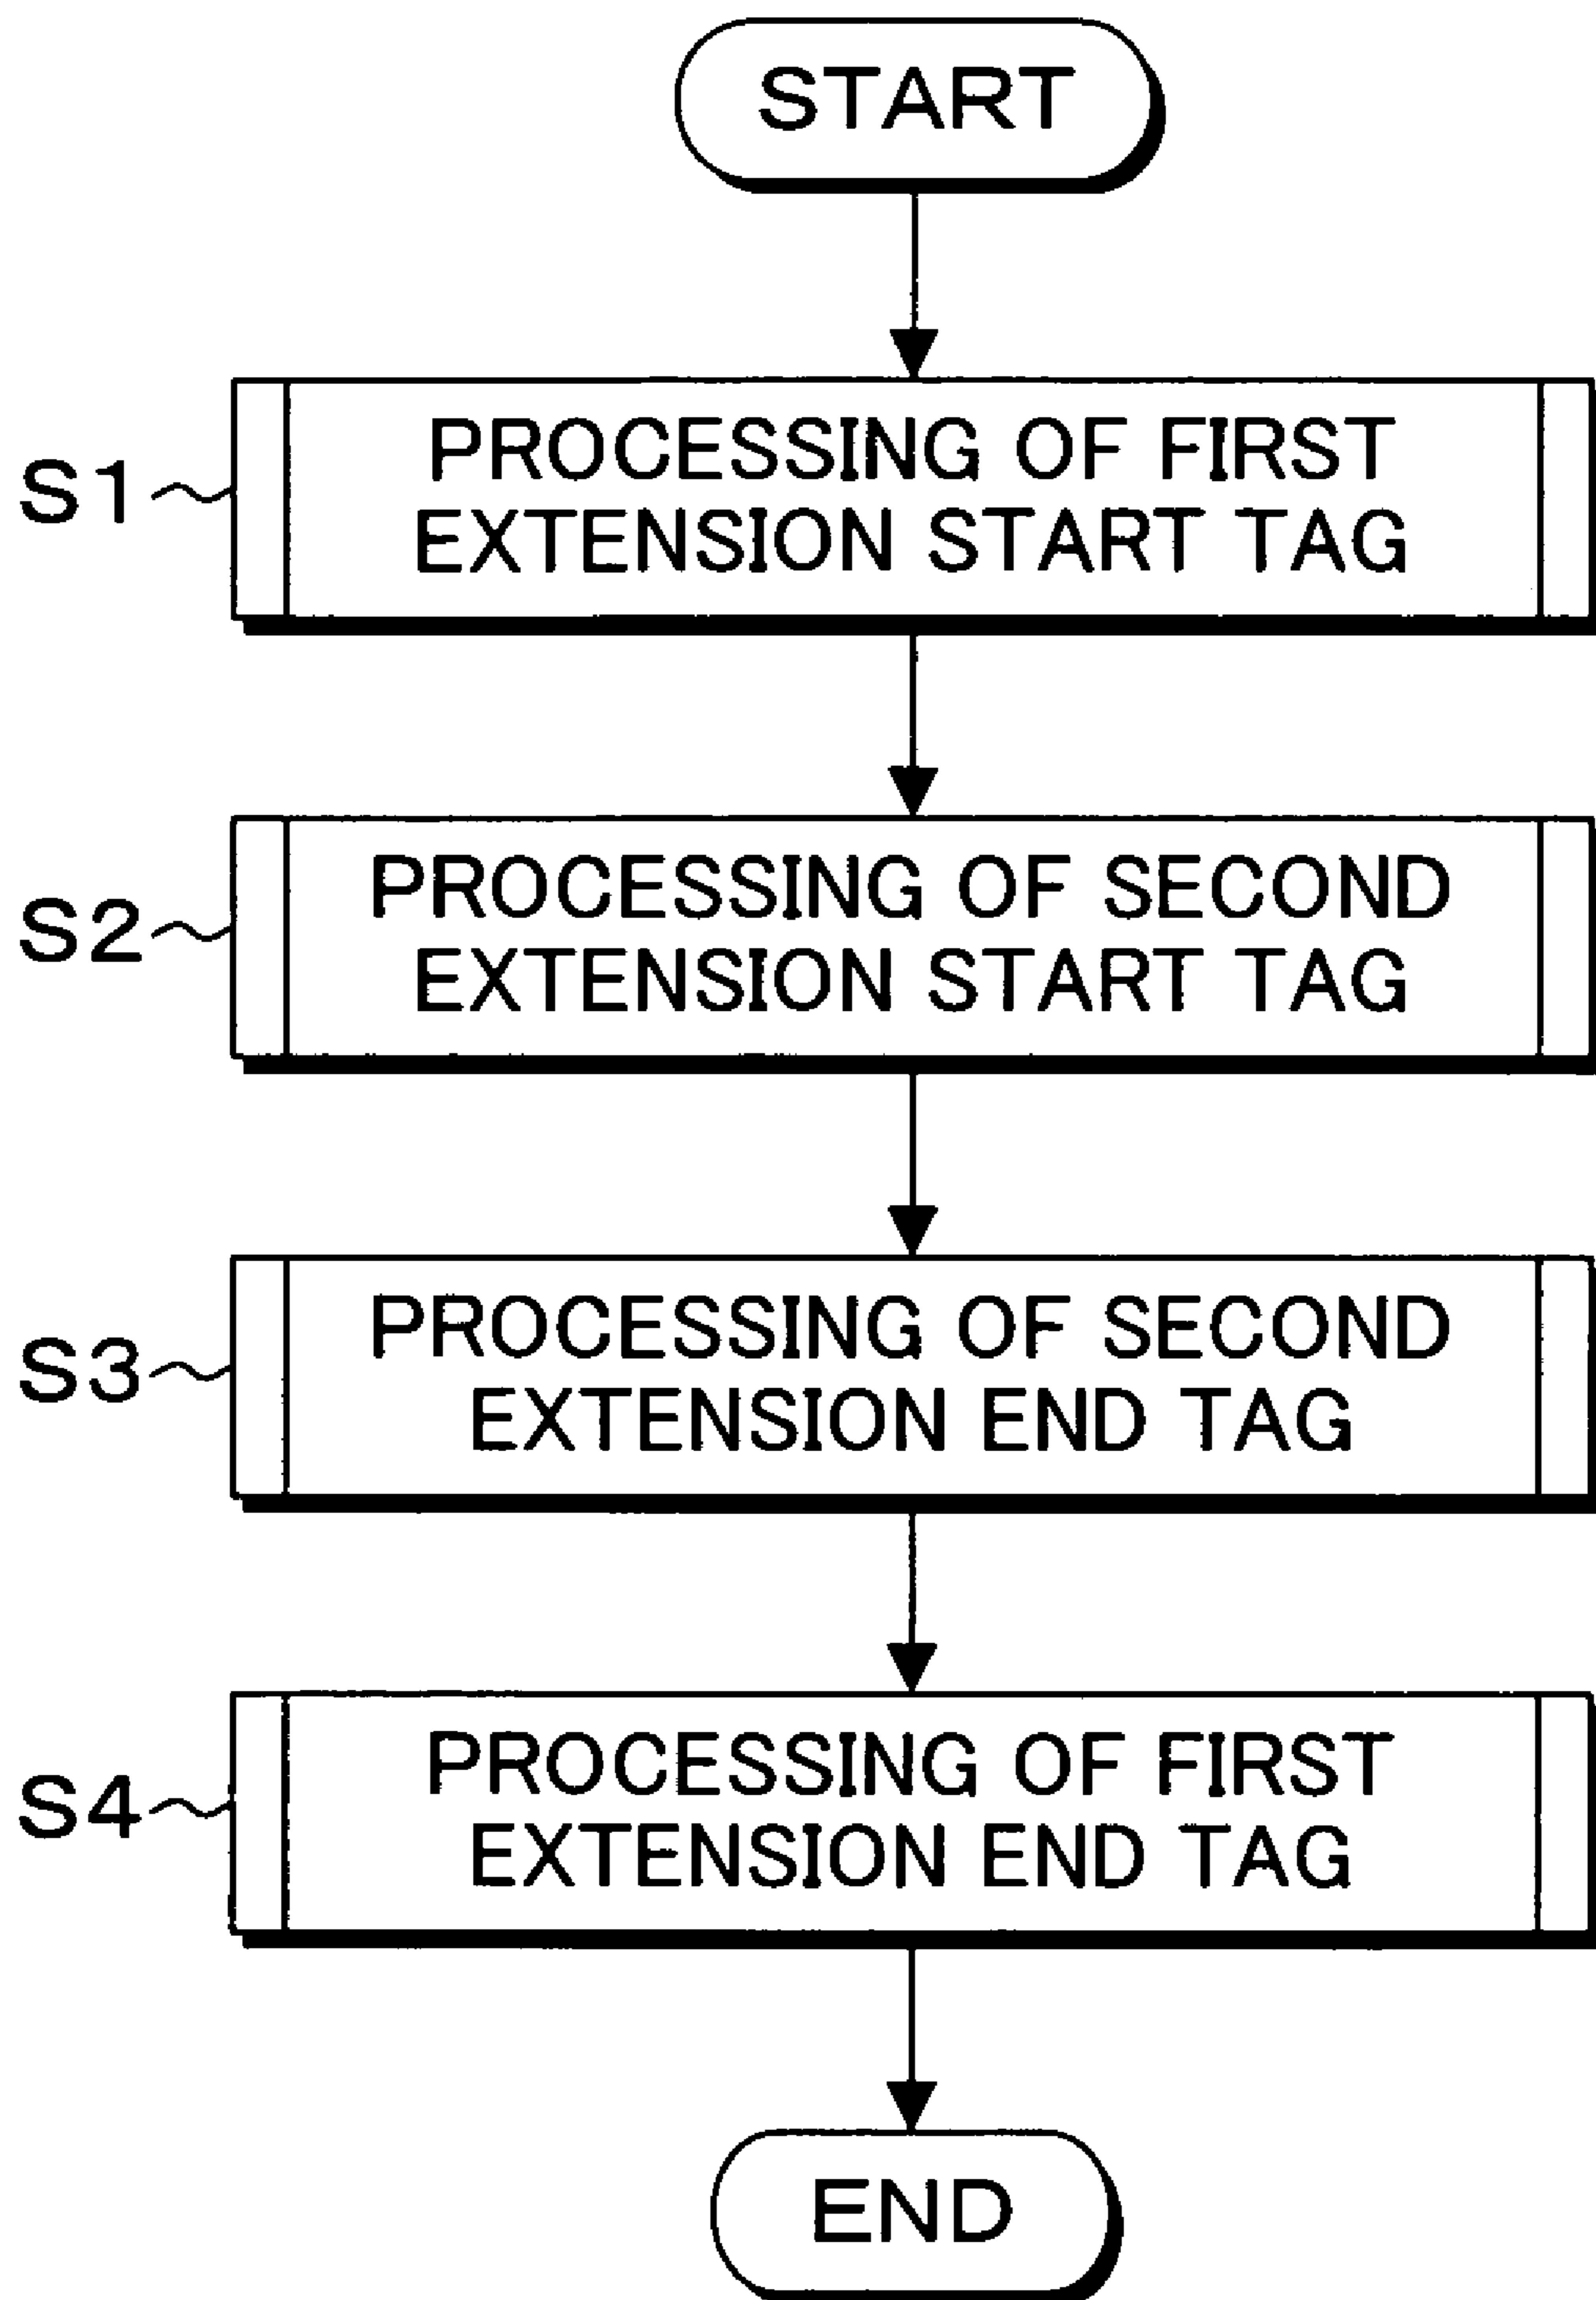 START
S1
PROCESSING OF FIRST
EXTENSION START TAG
S2
PROCESSING OF SECOND
EXTENSION START TAG
S3
PROCESSING OF SECOND
EXTENSION END TAG
S4
PROCESSING OF FIRST
EXTENSION END TAG
END